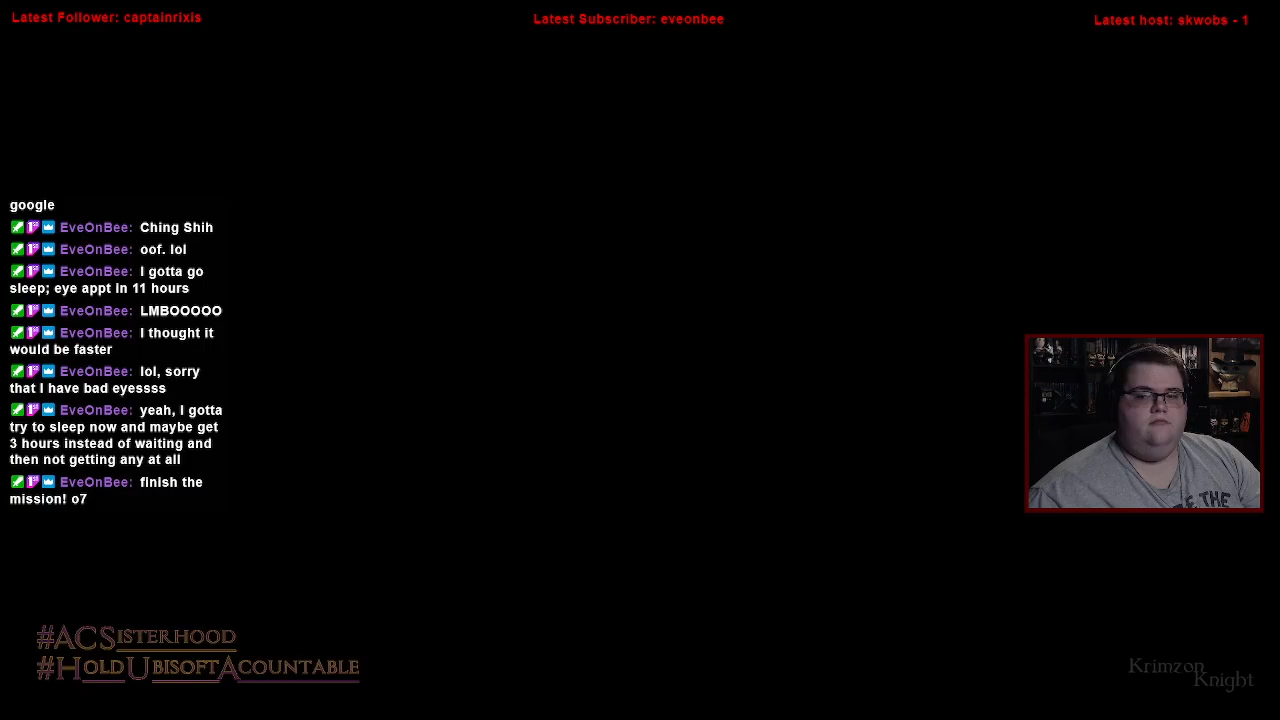 Latest Follower: captainrixis
Latest Subscriber: eveonbee
Latest host: skwobs - 1
google
EveOnBee: Ching Shih
EveOnBee: oof. lol
EveOnBee: I gotta go
sleep; eye appt in 11 hours
EveOnBee: LMBOOOOO
EveOnBee: I thought it
would be faster
EveOnBee: lol, sorry
that I have bad eyessss
EveOnBee: yeah, I gotta
try to sleep now and maybe get
3 hours instead of waiting and
then not getting any at all
EveOnBee: finish the
mission! o7
#ACSisterhood
#HoldUbisoftAcountable
Krimzon
Knight